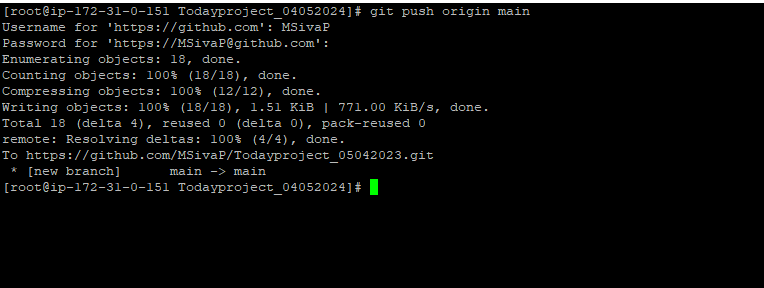 [root@ip-172-31-0-151 Todayproject_04052024]# git push origin main
Username for 'https://github.com': MSivaP
Password for 'https://MSivaP@github.com':
Enumerating objects: 18, done.
Counting objects: 100% (18/18), done.
Compressing objects: 100% (12/12), done.
Writing objects: 100% (18/18), 1.51 KiB | 771.00 KiB/s, done.
Total 18 (delta 4), reused 0 (delta 0), pack-reused 0
remote: Resolving deltas: 100% (4/4), done.
To https://github.com/MSivaP/Todayproject_05042023.git
 * [new branch]      main -> main
[root@ip-172-31-0-151 Todayproject_04052024]#